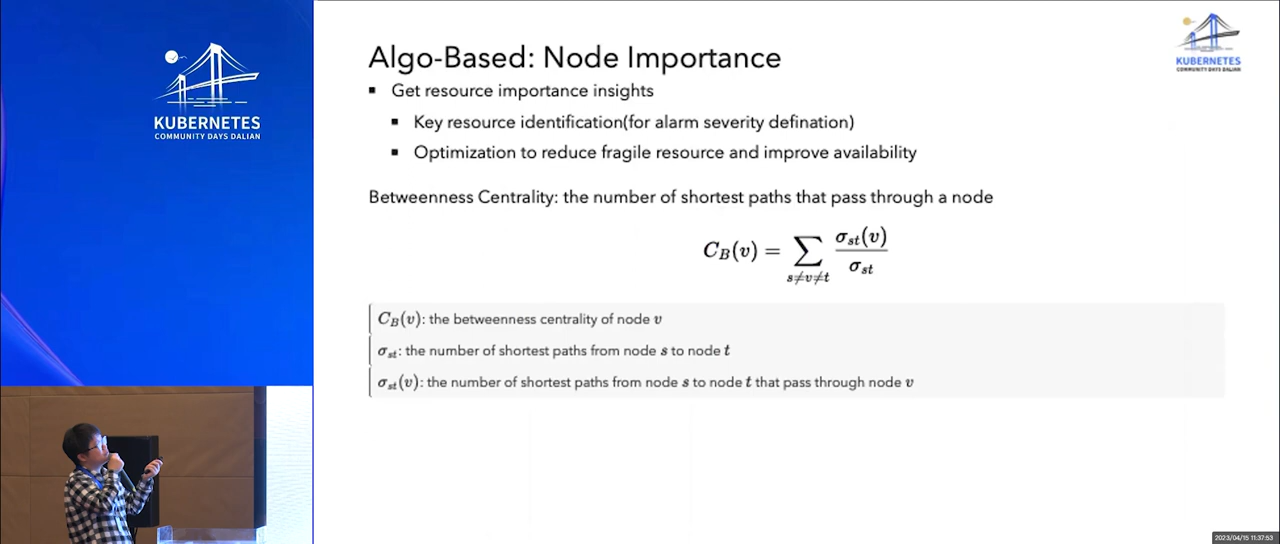 KUBERNETES
COMMUNITY DAYS DALIAN
KUBERNETES
COMMUNITY DAYS DALIAN
Algo-Based: Node Importance
▪ Get resource importance insights
▪ Key resource identification(for alarm severity defination)
▪ Optimization to reduce fragile resource and improve availability
Betweenness Centrality: the number of shortest paths that pass through a node
C_B(v) = ∑_{s≠v≠t} σ_st(v) / σ_st
C_B(v): the betweenness centrality of node v
σ_st: the number of shortest paths from node s to node t
σ_st(v): the number of shortest paths from node s to node t that pass through node v
2023/04/15 11:37:53